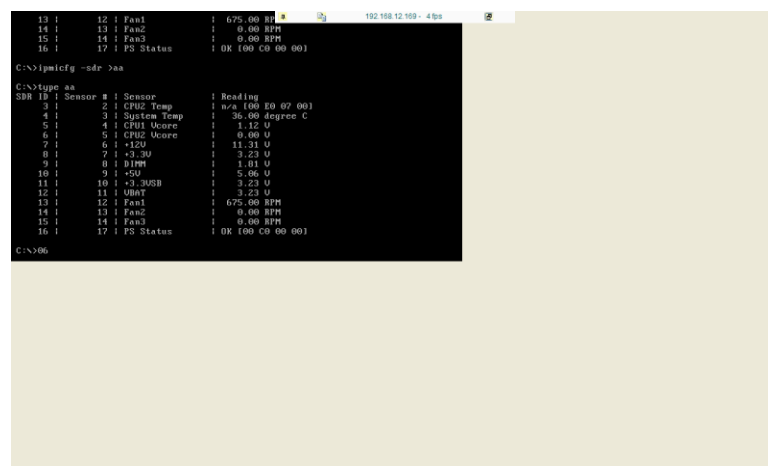 192.168.12.169 - 4 fps
13 | 12 | Fan1 | 675.00 RP
14 | 13 | Fan2 | 0.00 RPM
15 | 14 | Fan3 | 0.00 RPM
16 | 17 | PS Status | OK [00 C0 00 00]
C:\>ipmicfg -sdr >aa
C:\>type aa
SDR ID | Sensor # | Sensor | Reading
3 | 2 | CPU2 Temp | n/a [00 E0 07 00]
4 | 3 | System Temp | 36.00 degree C
5 | 4 | CPU1 Vcore | 1.12 V
6 | 5 | CPU2 Vcore | 0.00 V
7 | 6 | +12V | 11.31 V
8 | 7 | +3.3V | 3.23 V
9 | 8 | DIMM | 1.81 V
10 | 9 | +5V | 5.06 V
11 | 10 | +3.3VSB | 3.23 V
12 | 11 | VBAT | 3.23 V
13 | 12 | Fan1 | 675.00 RPM
14 | 13 | Fan2 | 0.00 RPM
15 | 14 | Fan3 | 0.00 RPM
16 | 17 | PS Status | OK [00 C0 00 00]
C:\>06